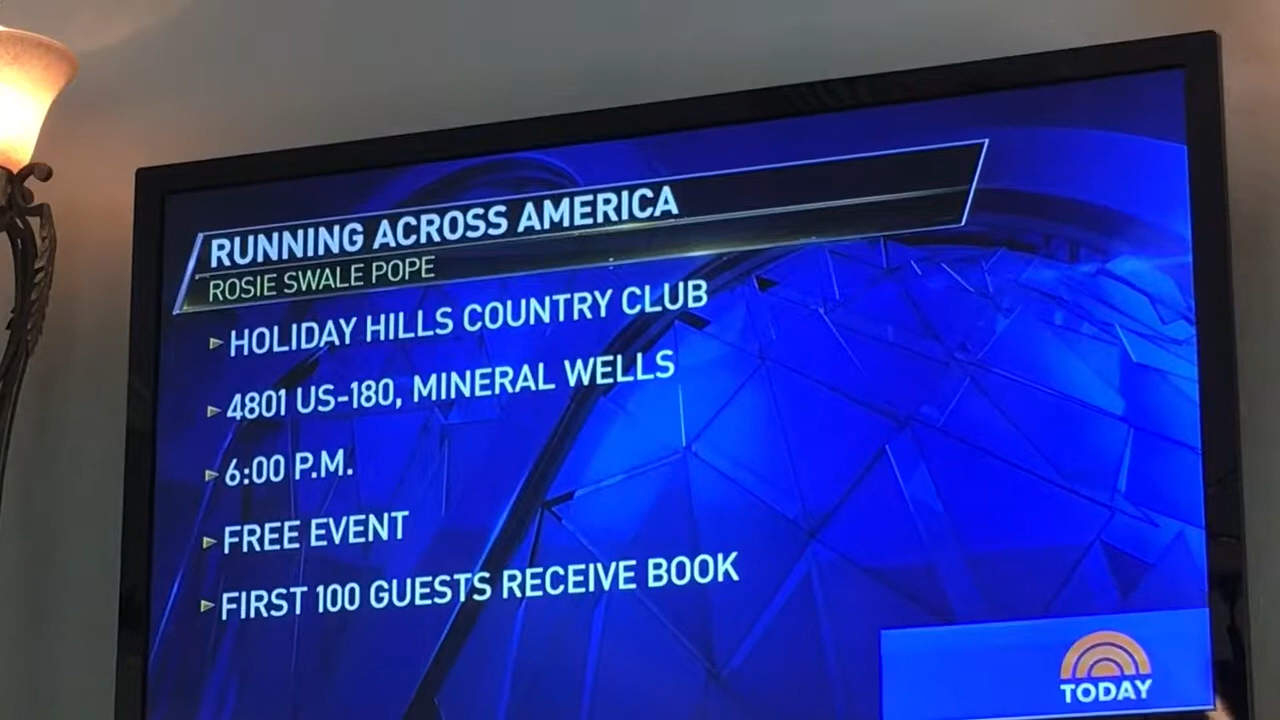 RUNNING ACROSS AMERICA
ROSIE SWALE POPE
HOLIDAY HILLS COUNTRY CLUB
4801 US-180, MINERAL WELLS
6:00 P.M.
FREE EVENT
FIRST 100 GUESTS RECEIVE BOOK
TODAY